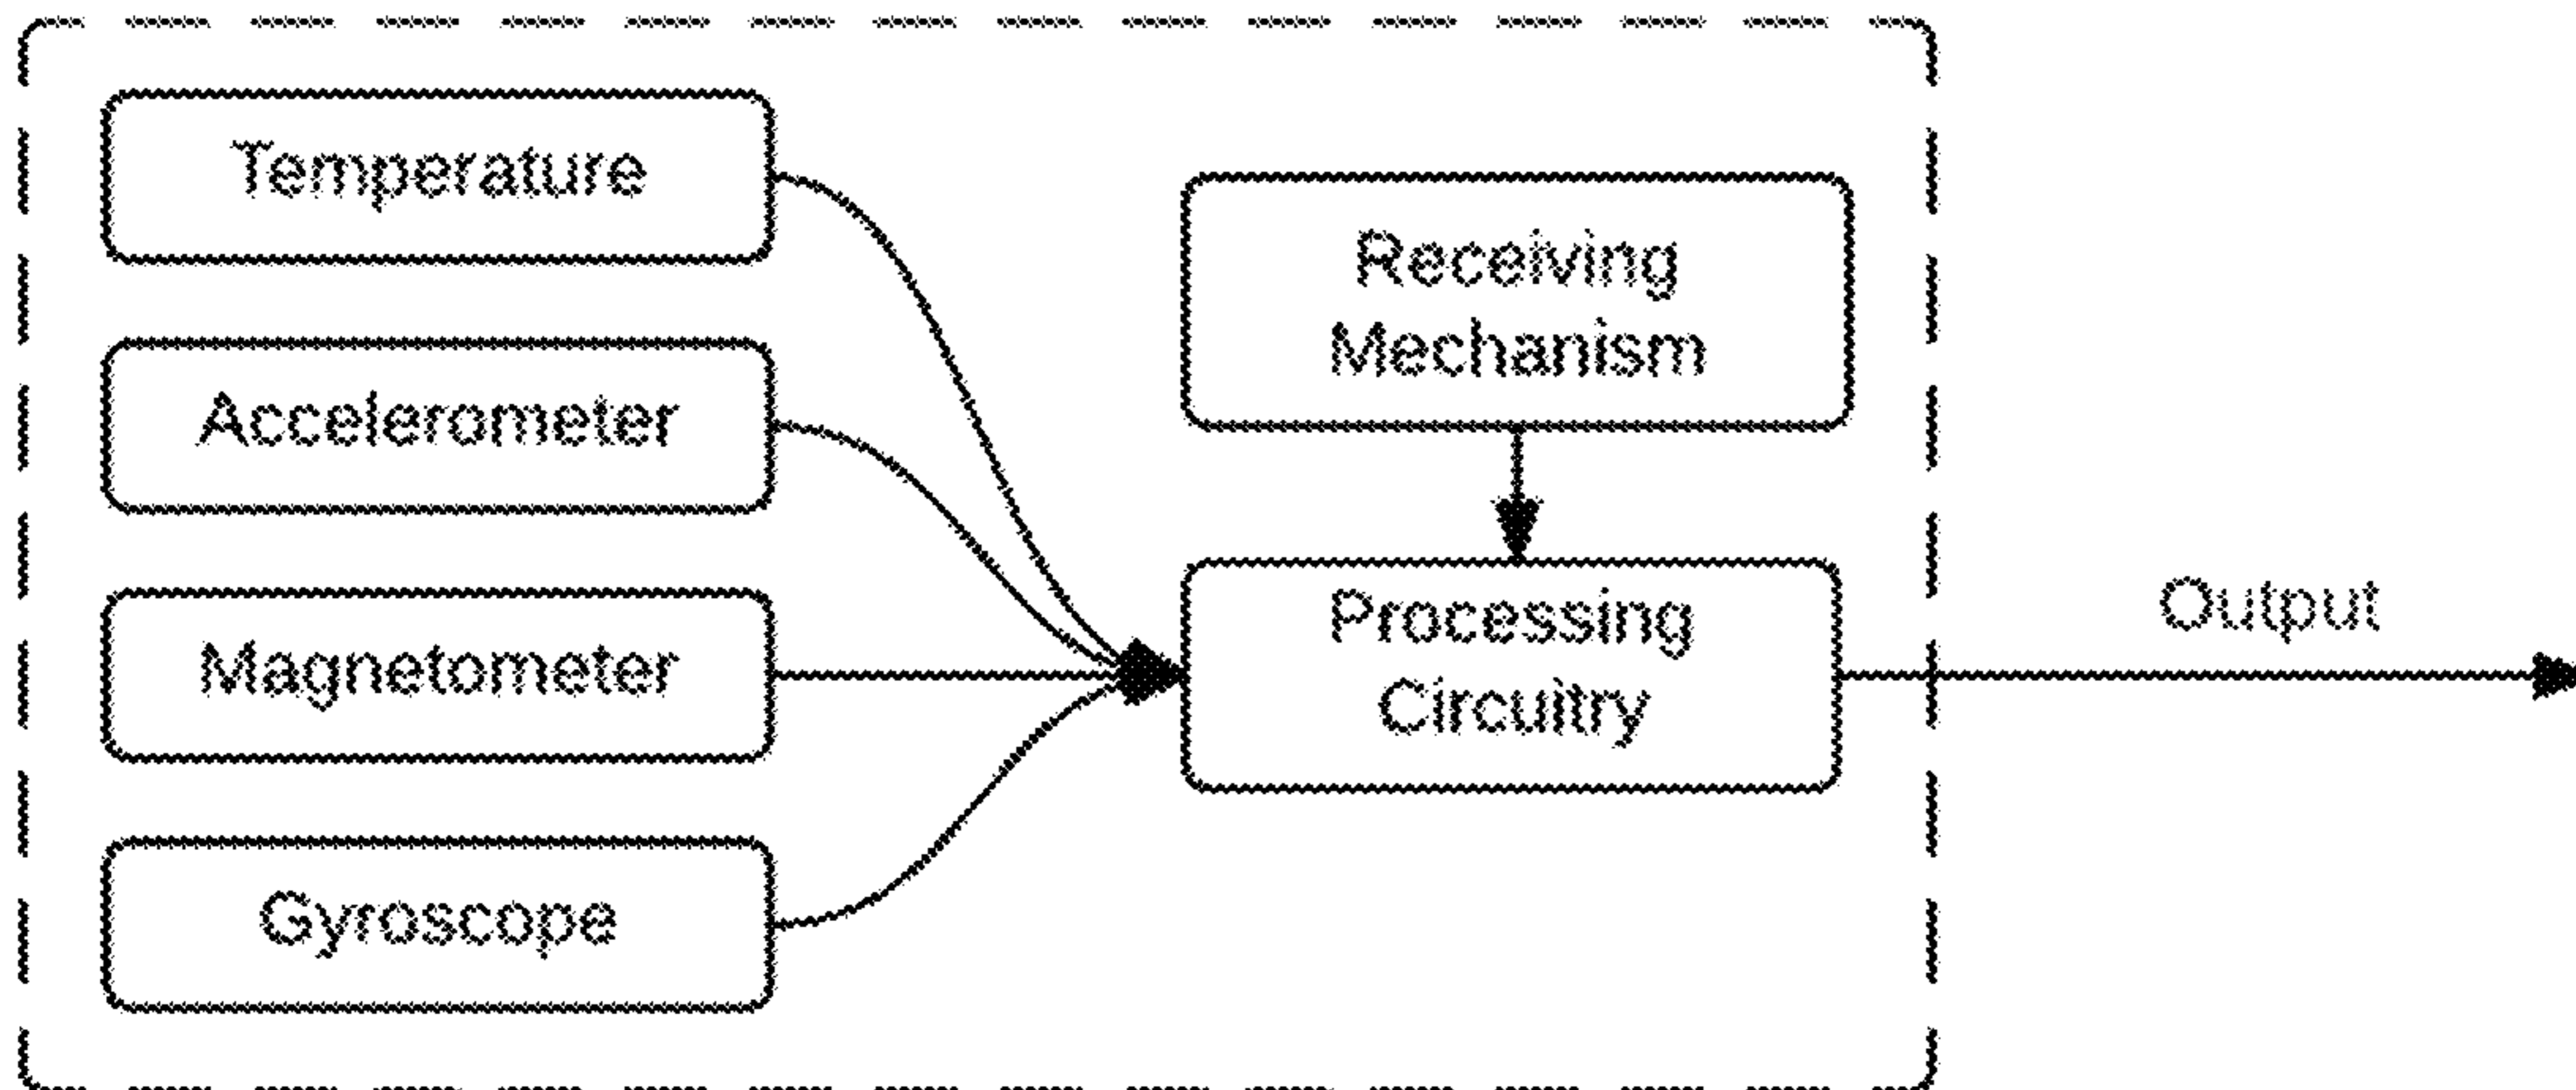 Temperature
Accelerometer
Magnetometer
Gyroscope
Receiving
Mechanism
Processing
Circuitry
Output